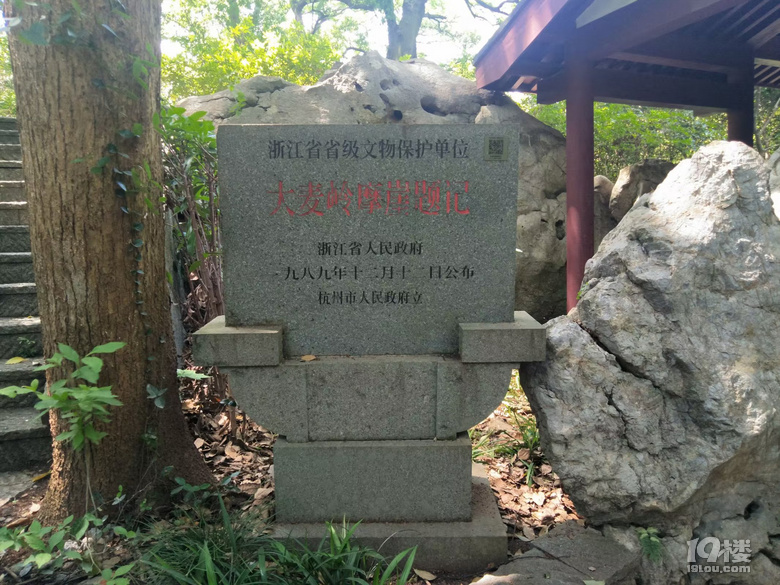 浙江省省级文物保护单位
大麦岭摩崖题记
浙江省人民政府
一九八九年十二月十二日公布
杭州市人民政府立
19楼
19lou.com